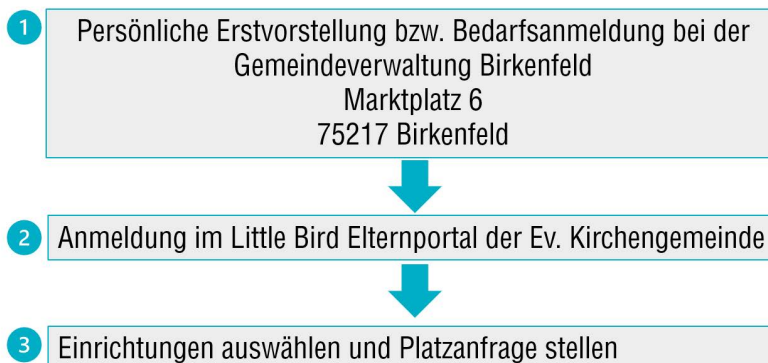 1
Persönliche Erstvorstellung bzw. Bedarfsanmeldung bei der
Gemeindeverwaltung Birkenfeld
Marktplatz 6
75217 Birkenfeld
2
Anmeldung im Little Bird Elternportal der Ev. Kirchengemeinde
3
Einrichtungen auswählen und Platzanfrage stellen